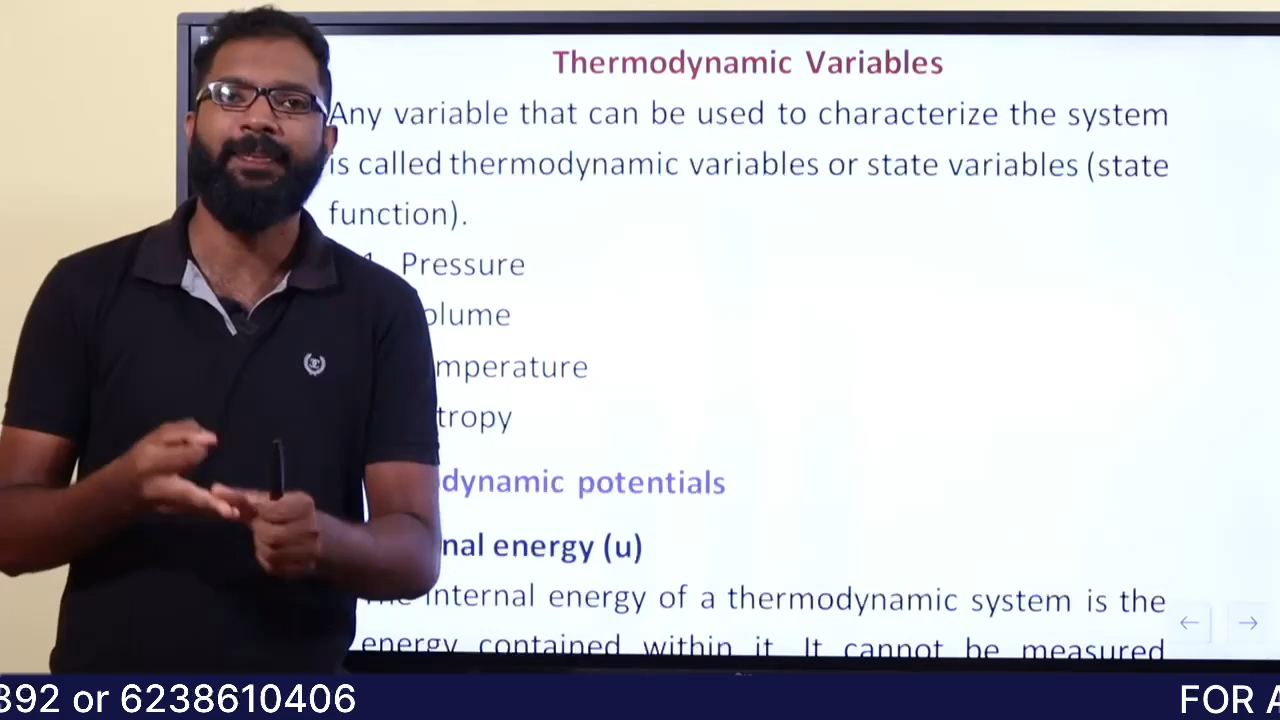 Thermodynamic Variables
Any variable that can be used to characterize the system
is called thermodynamic variables or state variables (state
function).
1. Pressure
olume
mperature
tropy
dynamic potentials
nal energy (u)
internal energy of a thermodynamic system is the
energy contained within it. It cannot be measured
392 or 6238610406
FOR A